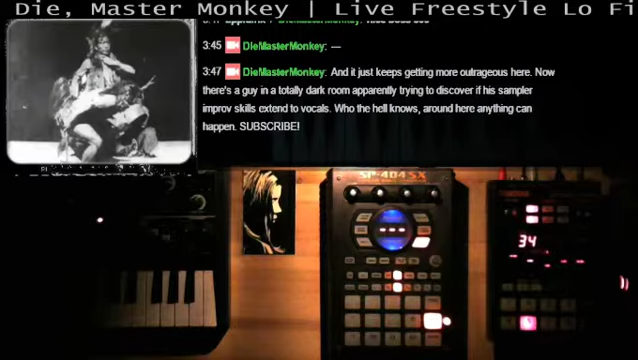 Die, Master Monkey | Live Freestyle Lo Fi
3:45 DieMasterMonkey: —
3:47 DieMasterMonkey: And it just keeps getting more outrageous here. Now
there's a guy in a totally dark room apparently trying to discover if his sampler
improv skills extend to vocals. Who the hell knows, around here anything can
happen. SUBSCRIBE!
SP-404SX
34